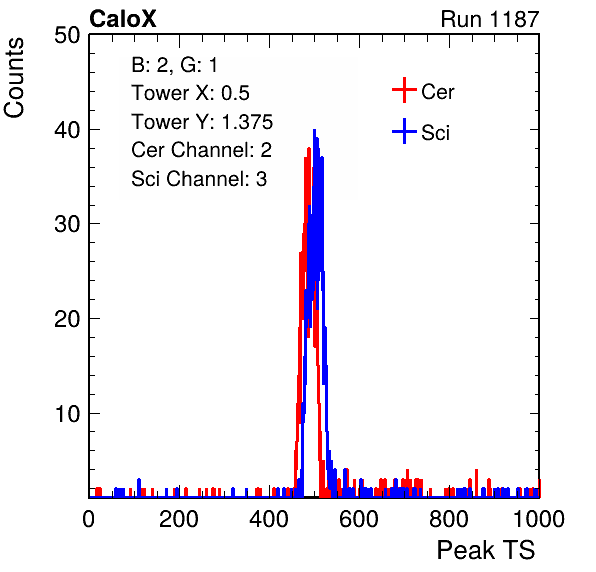 CaloX Run 1187
Counts
50
40
30
20
10
B: 2, G: 1
Tower X: 0.5
Tower Y: 1.375
Cer Channel: 2
Sci Channel: 3
Cer
Sci
0 200 400 600 800 1000
Peak TS